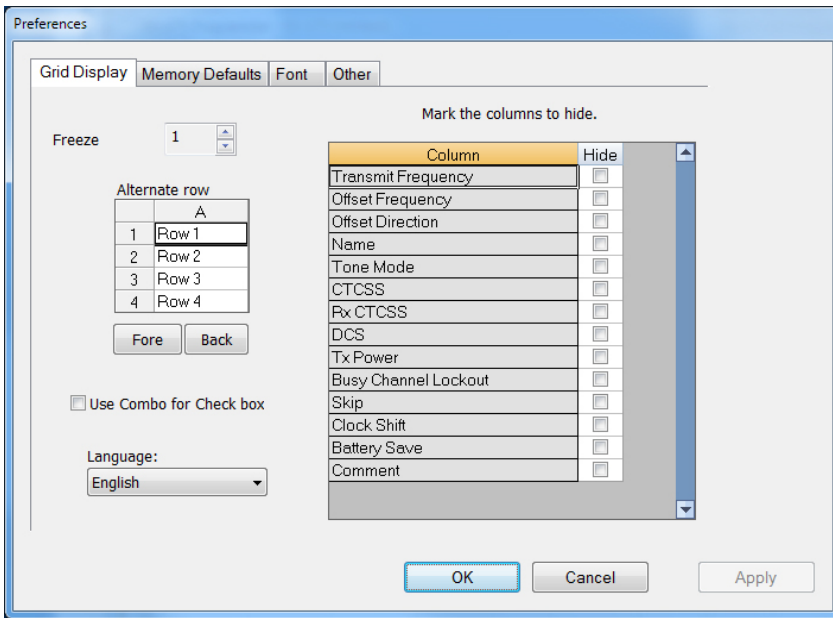 Preferences
Grid Display
Memory Defaults
Font
Other
Mark the columns to hide.
Freeze
1
Alternate row
A
1 Row 1
2 Row 2
3 Row 3
4 Row 4
Fore
Back
Use Combo for Check box
Language:
English
Column Hide
Transmit Frequency
Offset Frequency
Offset Direction
Name
Tone Mode
CTCSS
Rx CTCSS
DCS
Tx Power
Busy Channel Lockout
Skip
Clock Shift
Battery Save
Comment
OK
Cancel
Apply